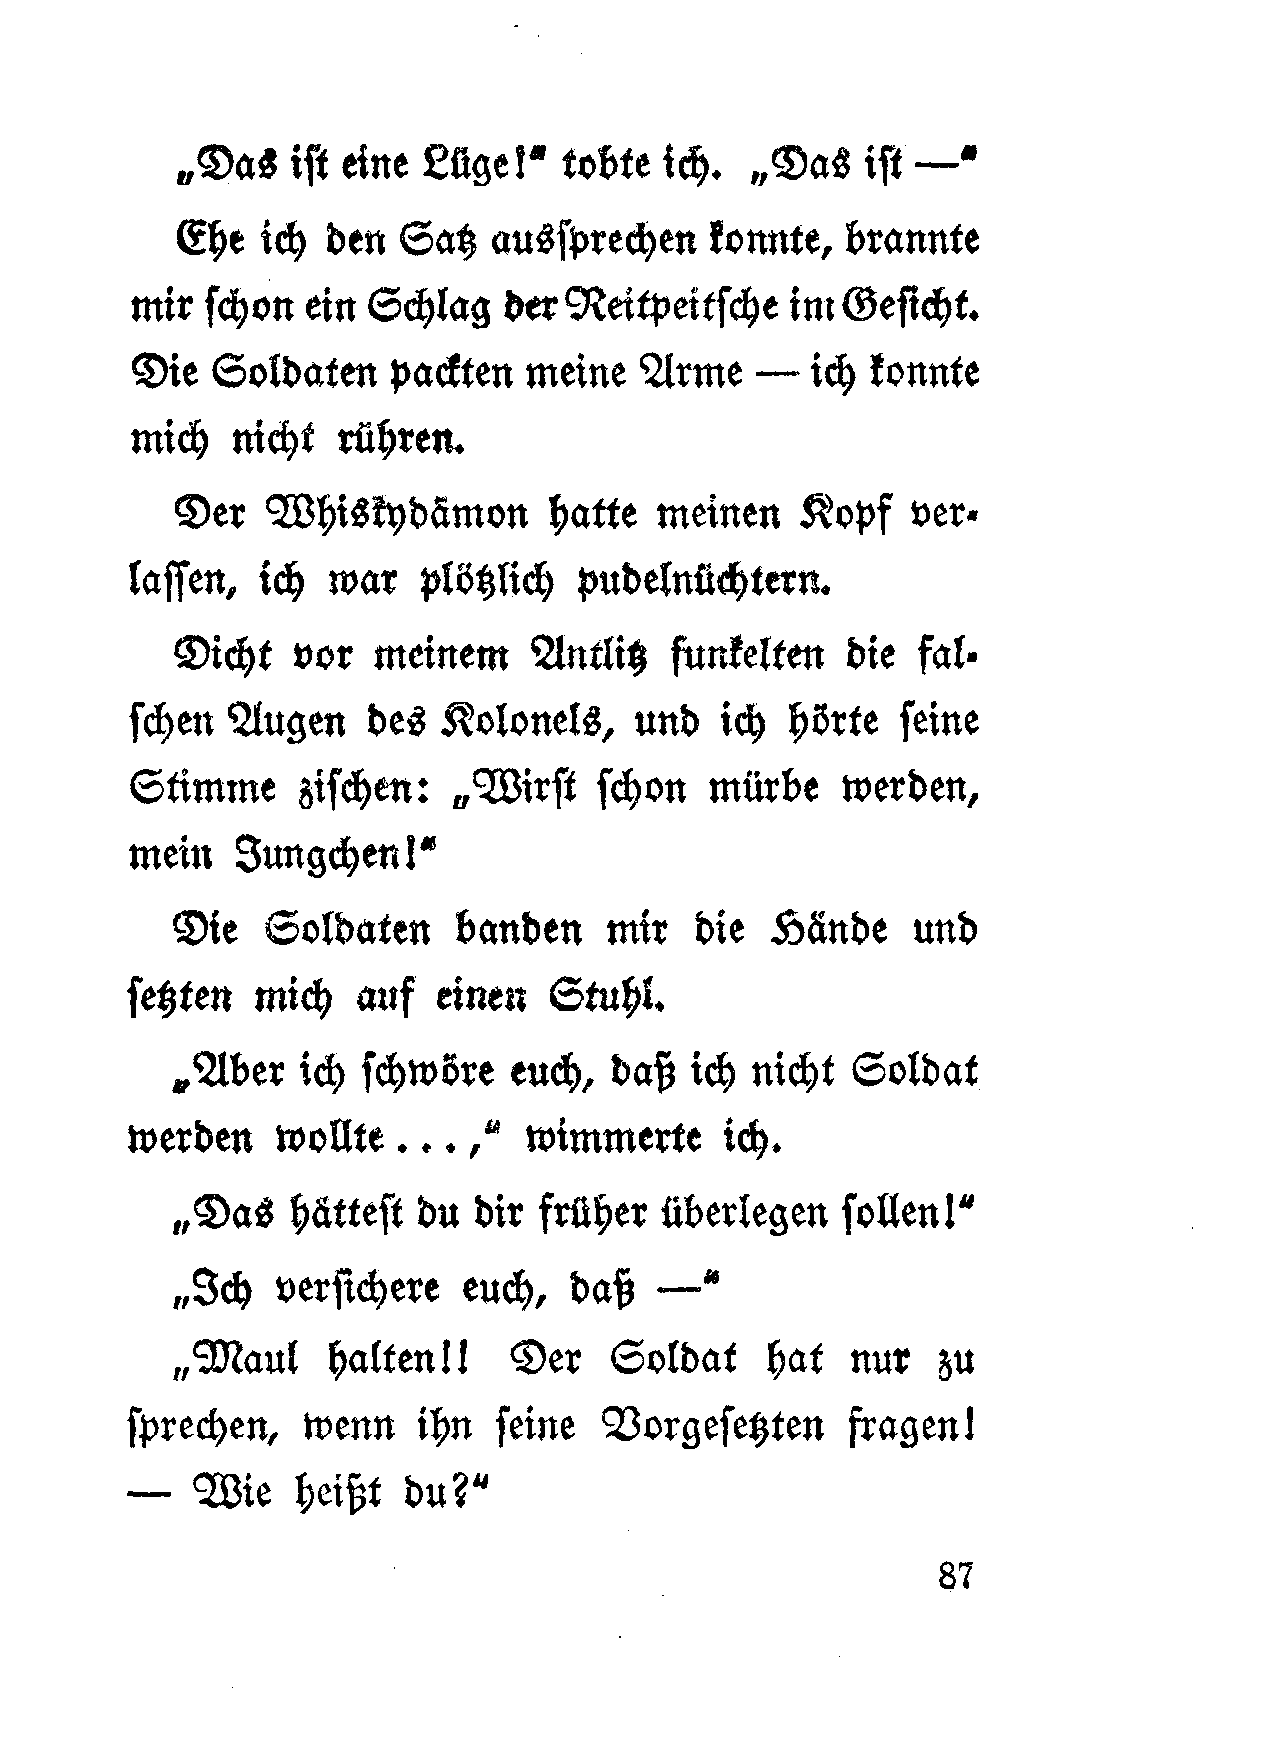 „Das ist eine Lüge!“ tobte ich. „Das ist —“
Ehe ich den Satz aussprechen konnte, brannte
mir schon ein Schlag der Reitpeitsche im Gesicht.
Die Soldaten packten meine Arme — ich konnte
mich nicht rühren.
Der Whiskydämon hatte meinen Kopf ver-
lassen, ich war plötzlich pudelnüchtern.
Dicht vor meinem Antlitz funkelten die fal-
schen Augen des Kolonels, und ich hörte seine
Stimme zischen: „Wirst schon mürbe werden,
mein Jungchen!“
Die Soldaten banden mir die Hände und
setzten mich auf einen Stuhl.
„Aber ich schwöre euch, daß ich nicht Soldat
werden wollte . . . ,“ wimmerte ich.
„Das hättest du dir früher überlegen sollen!“
„Ich versichere euch, daß —“
„Maul halten!! Der Soldat hat nur zu
sprechen, wenn ihn seine Vorgesetzten fragen!
— Wie heißt du?“
87